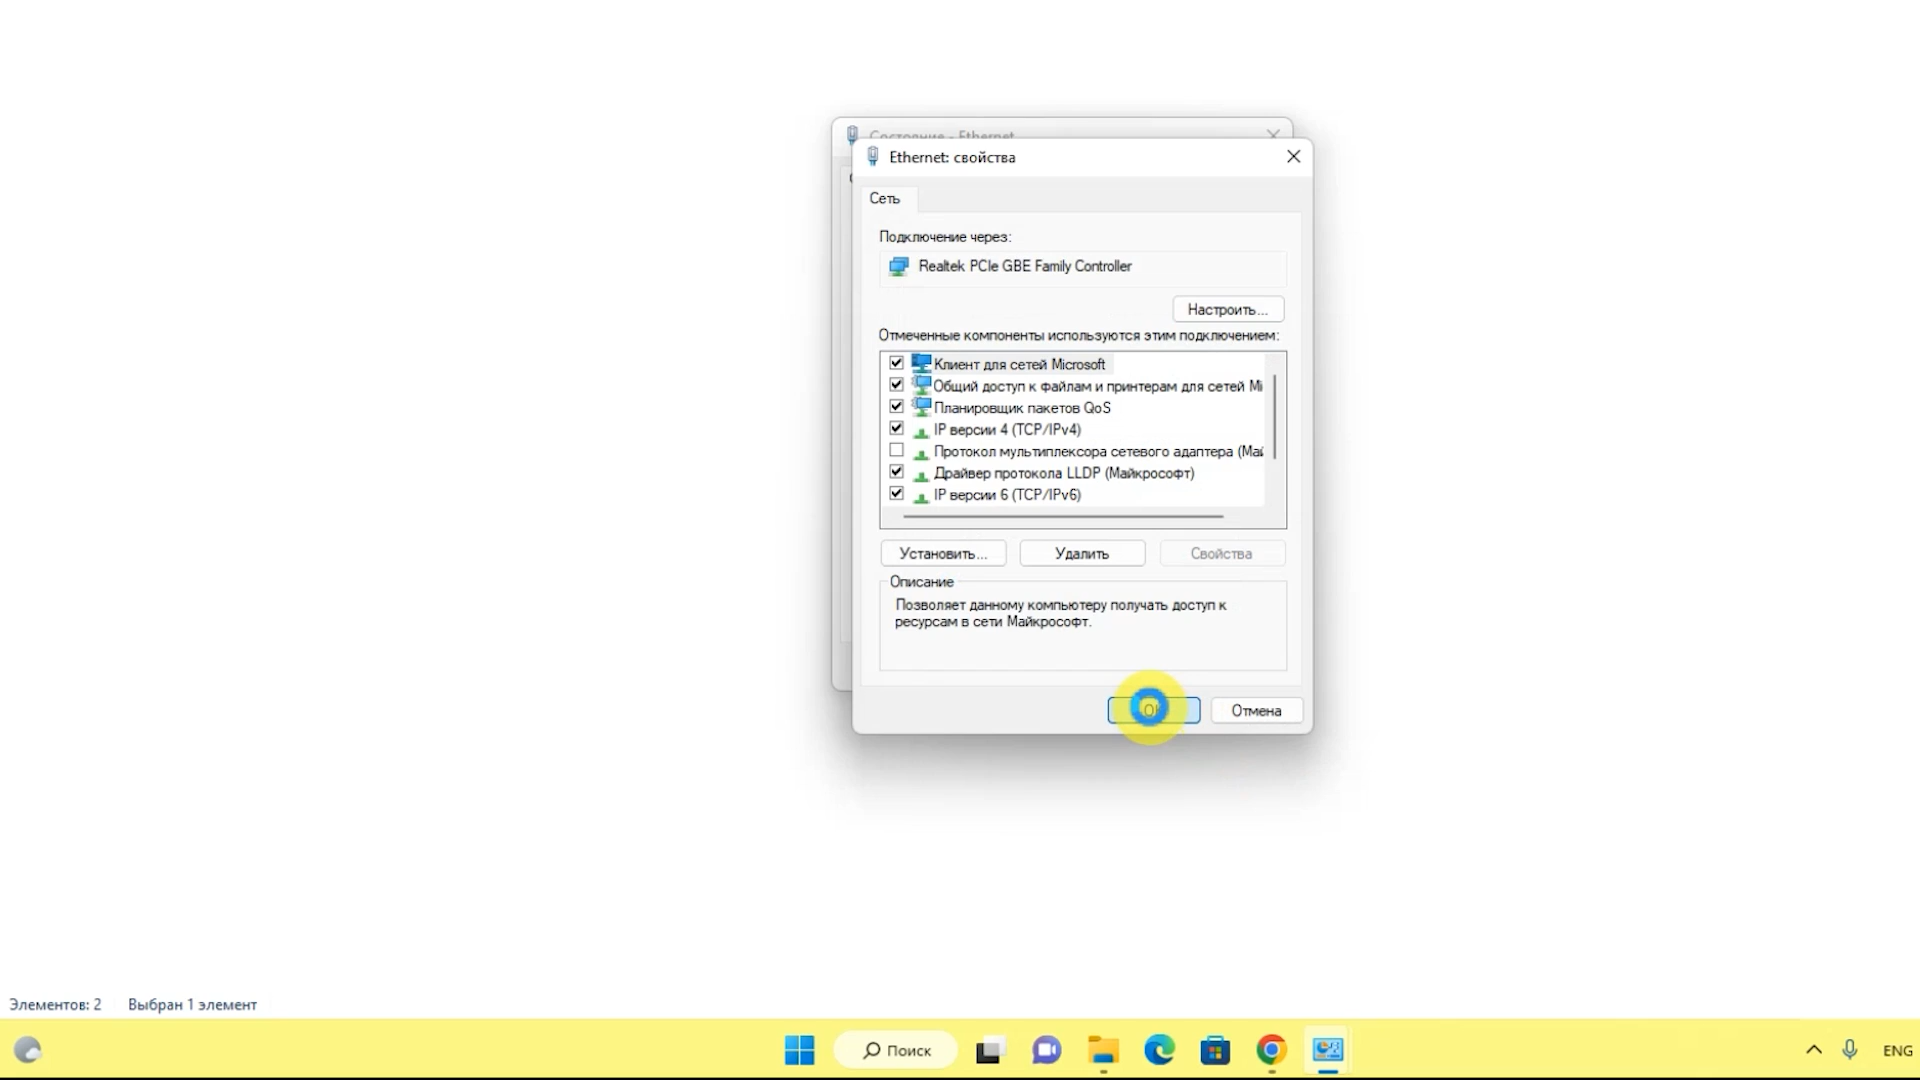 Состояние - Ethernet
Ethernet: свойства
Сеть
Подключение через:
Realtek PCIe GBE Family Controller
Настроить...
Отмеченные компоненты используются этим подключением:
Клиент для сетей Microsoft
Общий доступ к файлам и принтерам для сетей Mi
Планировщик пакетов QoS
IP версии 4 (TCP/IPv4)
Протокол мультиплексора сетевого адаптера (Май
Драйвер протокола LLDP (Майкрософт)
IP версии 6 (TCP/IPv6)
Установить...
Удалить
Свойства
Описание
Позволяет данному компьютеру получать доступ к
ресурсам в сети Майкрософт.
Отмена
Элементов: 2 Выбран 1 элемент
Поиск
ENG